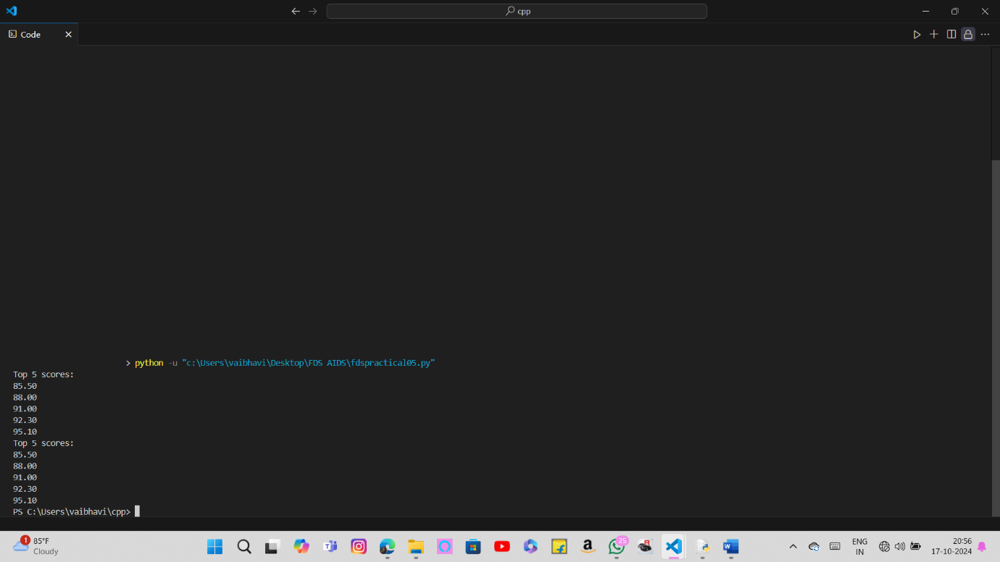 cpp
Code
> python -u "c:\Users\vaibhavi\Desktop\FDS AIDS\fdspractical05.py"
Top 5 scores:
85.50
88.00
91.00
92.30
95.10
Top 5 scores:
85.50
88.00
91.00
92.30
95.10
PS C:\Users\vaibhavi\cpp>
1
85°F
Cloudy
25
ENG
IN
20:56
17-10-2024